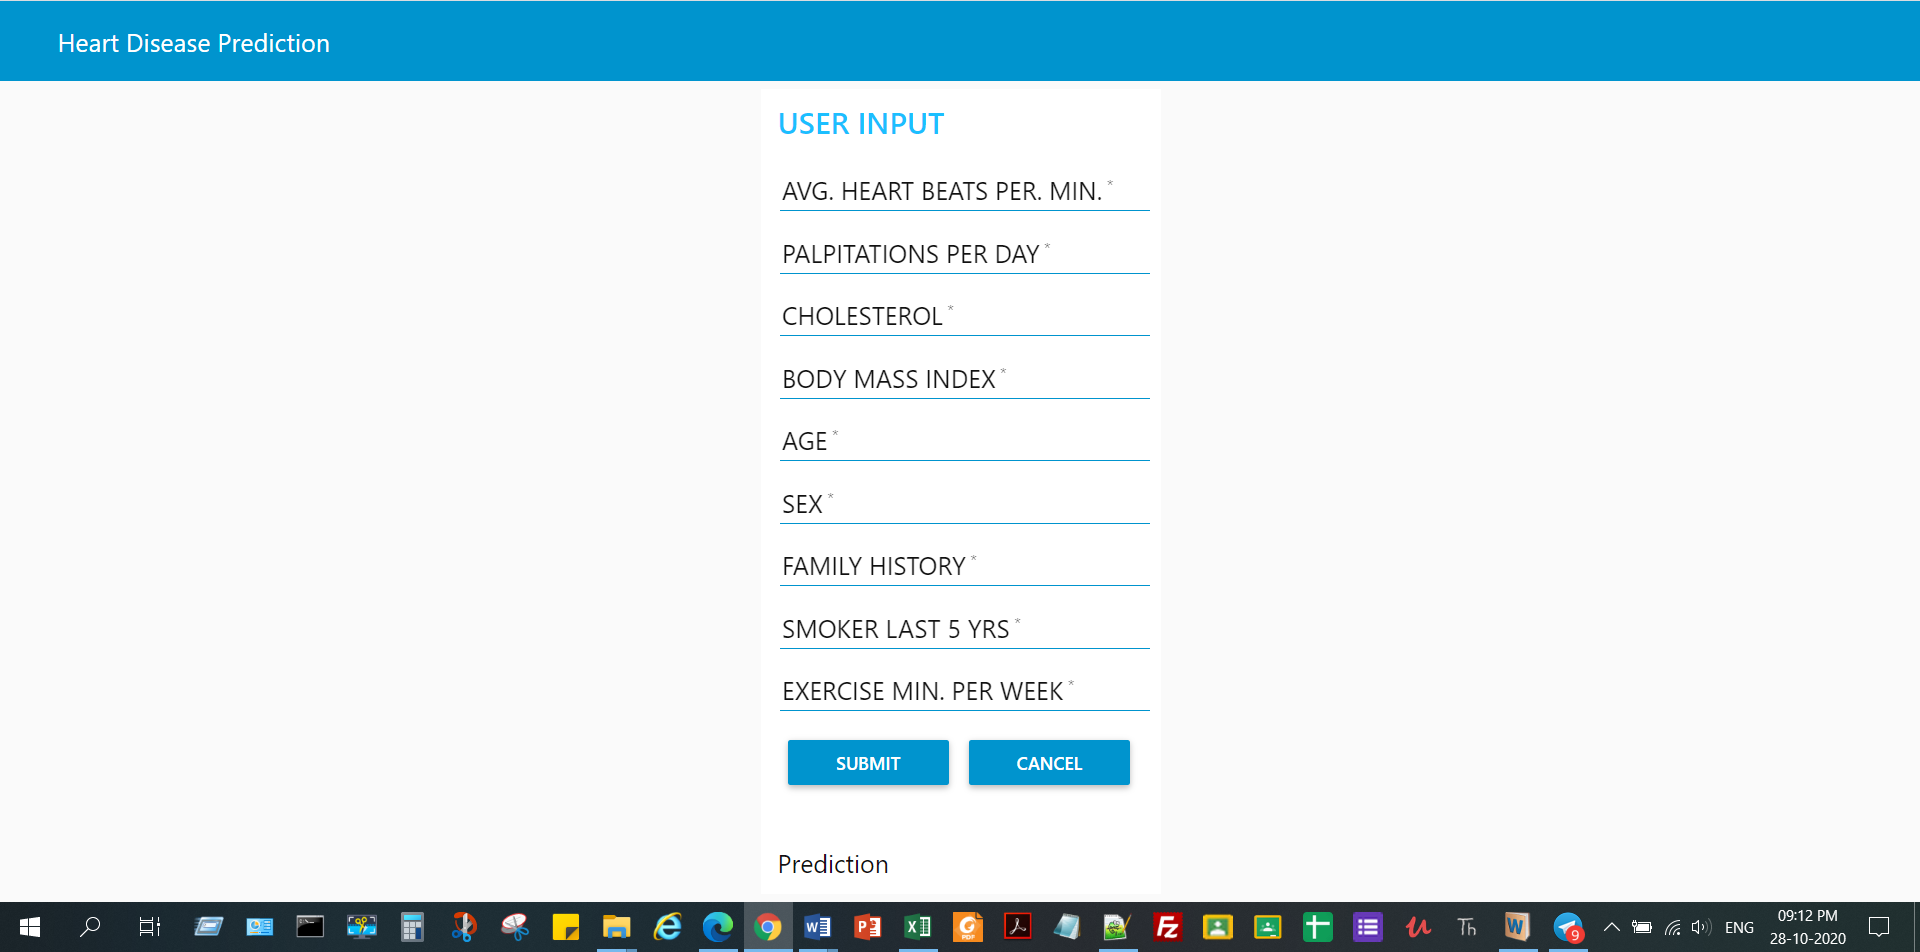 Heart Disease Prediction
USER INPUT
AVG. HEART BEATS PER. MIN. *
PALPITATIONS PER DAY *
CHOLESTEROL *
BODY MASS INDEX *
AGE *
SEX *
FAMILY HISTORY *
SMOKER LAST 5 YRS *
EXERCISE MIN. PER WEEK *
SUBMIT CANCEL
Prediction
Th 9 ENG 09:12 PM
28-10-2020